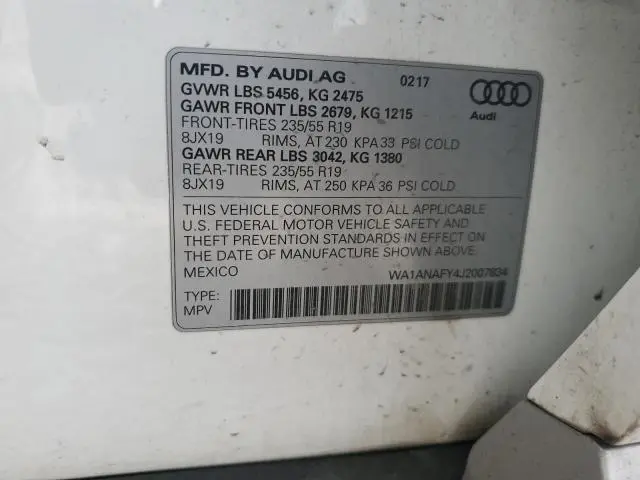 MFD. BY AUDI AG 0217
GVWR LBS 5456, KG 2475
GAWR FRONT LBS 2679, KG 1215
FRONT-TIRES 235/55 R19
8JX19 RIMS, AT 230 KPA 33 PSI COLD
GAWR REAR LBS 3042, KG 1380
REAR-TIRES 235/55 R19
8JX19 RIMS, AT 250 KPA 36 PSI COLD
Audi
THIS VEHICLE CONFORMS TO ALL APPLICABLE
U.S. FEDERAL MOTOR VEHICLE SAFETY AND
THEFT PREVENTION STANDARDS IN EFFECT ON
THE DATE OF MANUFACTURE SHOWN ABOVE.
MEXICO WA1ANAFY4J2007834
TYPE:
MPV